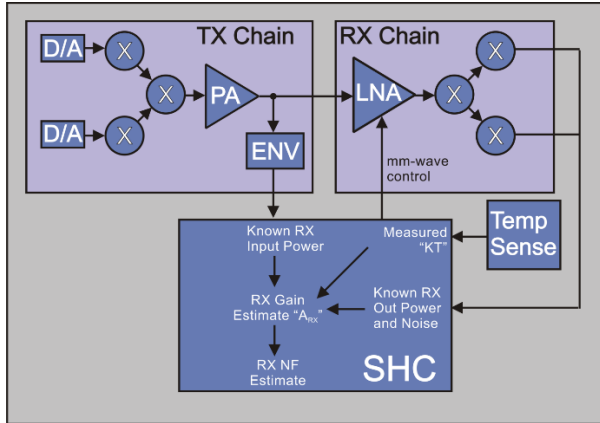 TX Chain
RX Chain
D/A
X
X
D/A
X
PA
ENV
LNA
X
X
X
mm-wave
control
Known RX
Input Power
Measured
"KT"
Temp
Sense
RX Gain
Estimate "ARX"
Known RX
Out Power
and Noise
RX NF
Estimate
SHC